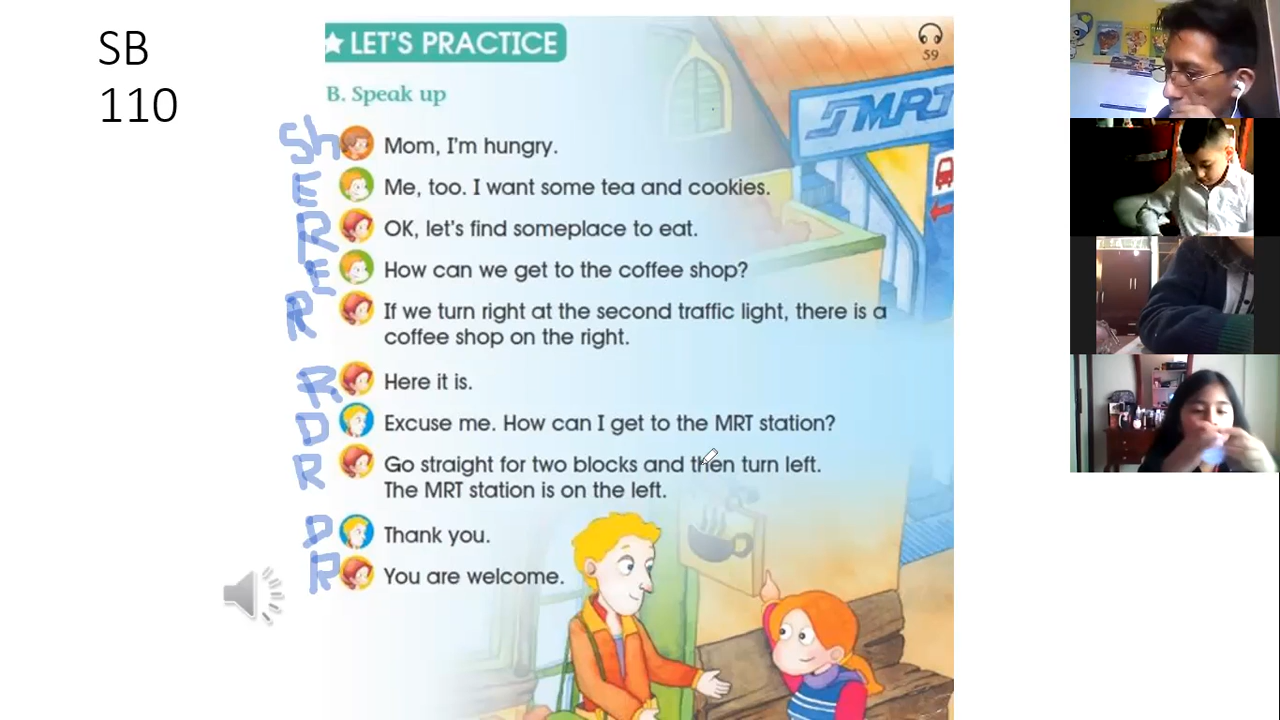 SB
110
★ LET'S PRACTICE
59
B. Speak up
MRT
Sh Mom, I'm hungry.
E Me, too. I want some tea and cookies.
R OK, let's find someplace to eat.
E How can we get to the coffee shop?
R If we turn right at the second traffic light, there is a
coffee shop on the right.
R Here it is.
D Excuse me. How can I get to the MRT station?
R Go straight for two blocks and then turn left.
The MRT station is on the left.
D Thank you.
R You are welcome.